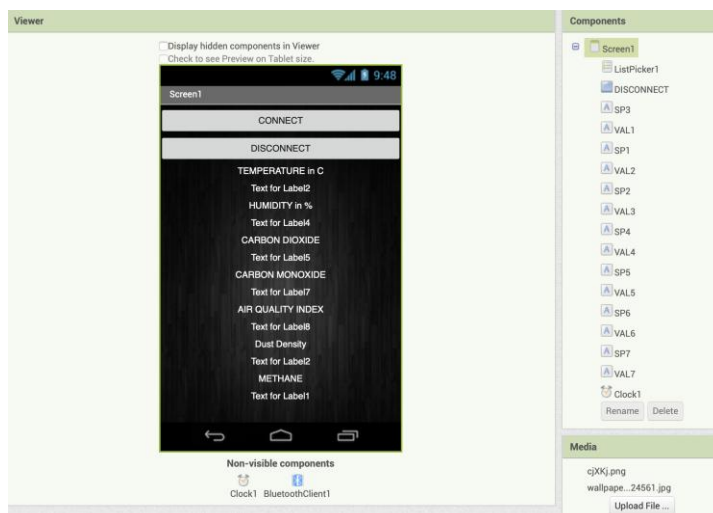 Viewer
Display hidden components in Viewer
Check to see Preview on Tablet size.
9:48
Screen1
CONNECT
DISCONNECT
TEMPERATURE in C
Text for Label2
HUMIDITY in %
Text for Label4
CARBON DIOXIDE
Text for Label5
CARBON MONOXIDE
Text for Label7
AIR QUALITY INDEX
Text for Label8
Dust Density
Text for Label2
METHANE
Text for Label1
Non-visible components
Clock1 BluetoothClient1
Components
Screen1
ListPicker1
DISCONNECT
SP3
VAL1
SP1
VAL2
SP2
VAL3
SP4
VAL4
SP5
VAL5
SP6
VAL6
SP7
VAL7
Clock1
Rename Delete
Media
cjXKj.png
wallpape...24561.jpg
Upload File ...